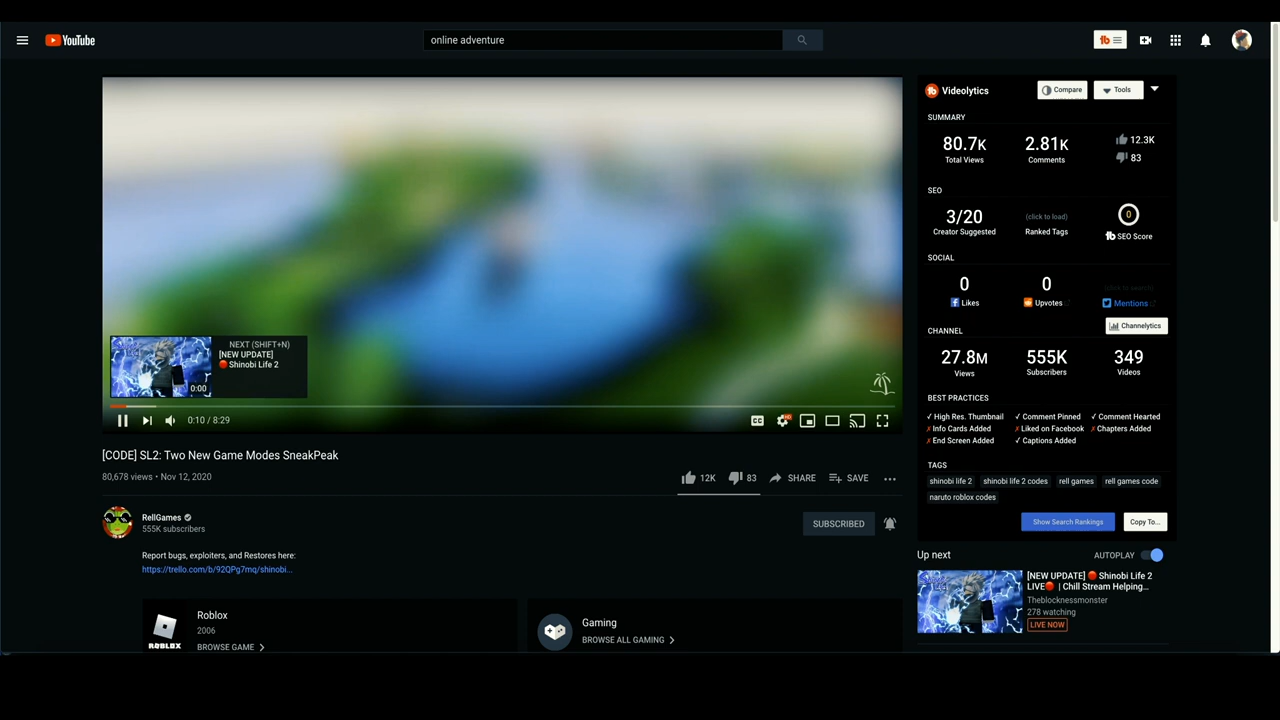 YouTube
online adventure
NEXT (SHIFT+N)
[NEW UPDATE]
Shinobi Life 2
0:00
0:10 / 8:29
[CODE] SL2: Two New Game Modes SneakPeak
80,678 views • Nov 12, 2020
12K
83
SHARE
SAVE
RellGames
555K subscribers
SUBSCRIBED
Report bugs, exploiters, and Restores here:
https://trello.com/b/92QPg7mq/shinobi...
ROBLOX
Roblox
2006
BROWSE GAME
Gaming
BROWSE ALL GAMING
tb
Videolytics
Compare
Tools
SUMMARY
80.7K
Total Views
2.81K
Comments
12.3K
83
SEO
3/20
Creator Suggested
(click to load)
Ranked Tags
0
tb SEO Score
SOCIAL
0
Likes
0
Upvotes
(click to search)
Mentions
CHANNEL
Channelytics
27.8M
Views
555K
Subscribers
349
Videos
BEST PRACTICES
✓ High Res. Thumbnail
✓ Comment Pinned
✓ Comment Hearted
✗ Info Cards Added
✗ Liked on Facebook
✗ Chapters Added
✗ End Screen Added
✓ Captions Added
TAGS
shinobi life 2
shinobi life 2 codes
rell games
rell games code
naruto roblox codes
Show Search Rankings
Copy To...
Up next
AUTOPLAY
[NEW UPDATE] Shinobi Life 2
LIVE | Chill Stream Helping...
Theblocknessmonster
278 watching
LIVE NOW